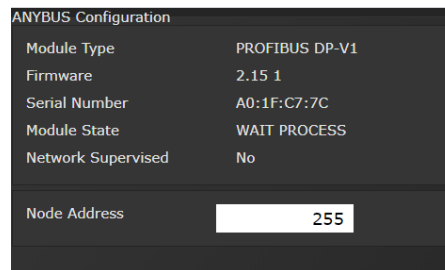 ANYBUS Configuration
Module Type PROFIBUS DP-V1
Firmware 2.15 1
Serial Number A0:1F:C7:7C
Module State WAIT PROCESS
Network Supervised No
Node Address 255